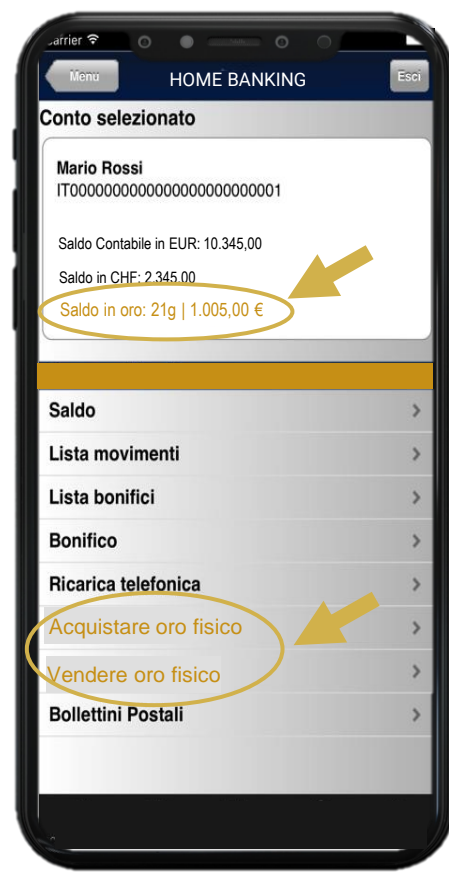 Carrier
Menu
HOME BANKING
Esci
Conto selezionato
Mario Rossi
IT0000000000000000000000001
Saldo Contabile in EUR: 10.345,00
Saldo in CHF: 2.345,00
Saldo in oro: 21g | 1.005,00 €
Saldo
Lista movimenti
Lista bonifici
Bonifico
Ricarica telefonica
Acquistare oro fisico
Vendere oro fisico
Bollettini Postali